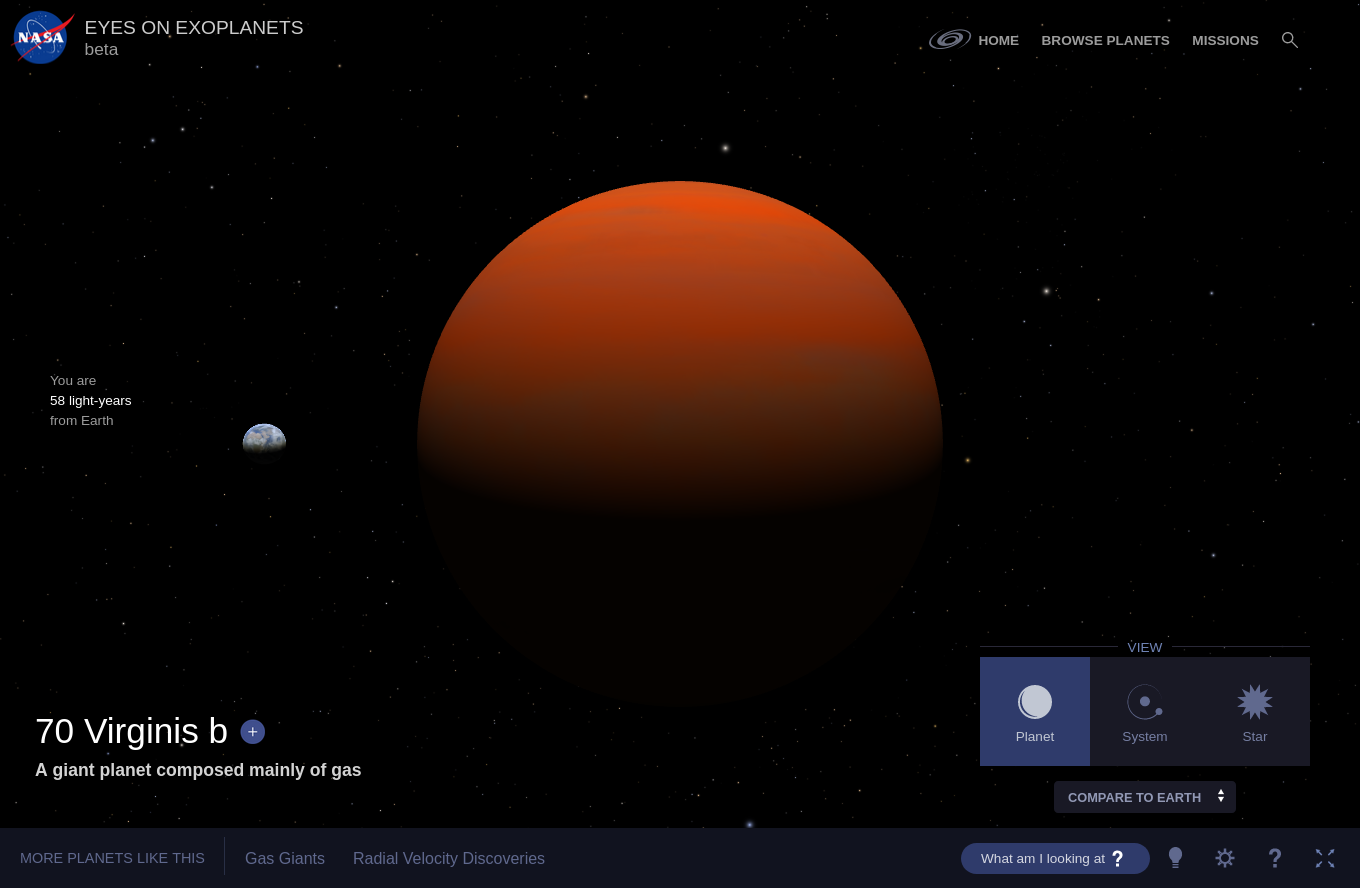 NASA
EYES ON EXOPLANETS
beta
HOME
BROWSE PLANETS
MISSIONS
You are
58 light-years
from Earth
VIEW
Planet
System
Star
70 Virginis b +
A giant planet composed mainly of gas
COMPARE TO EARTH
MORE PLANETS LIKE THIS
Gas Giants
Radial Velocity Discoveries
What am I looking at ?
?